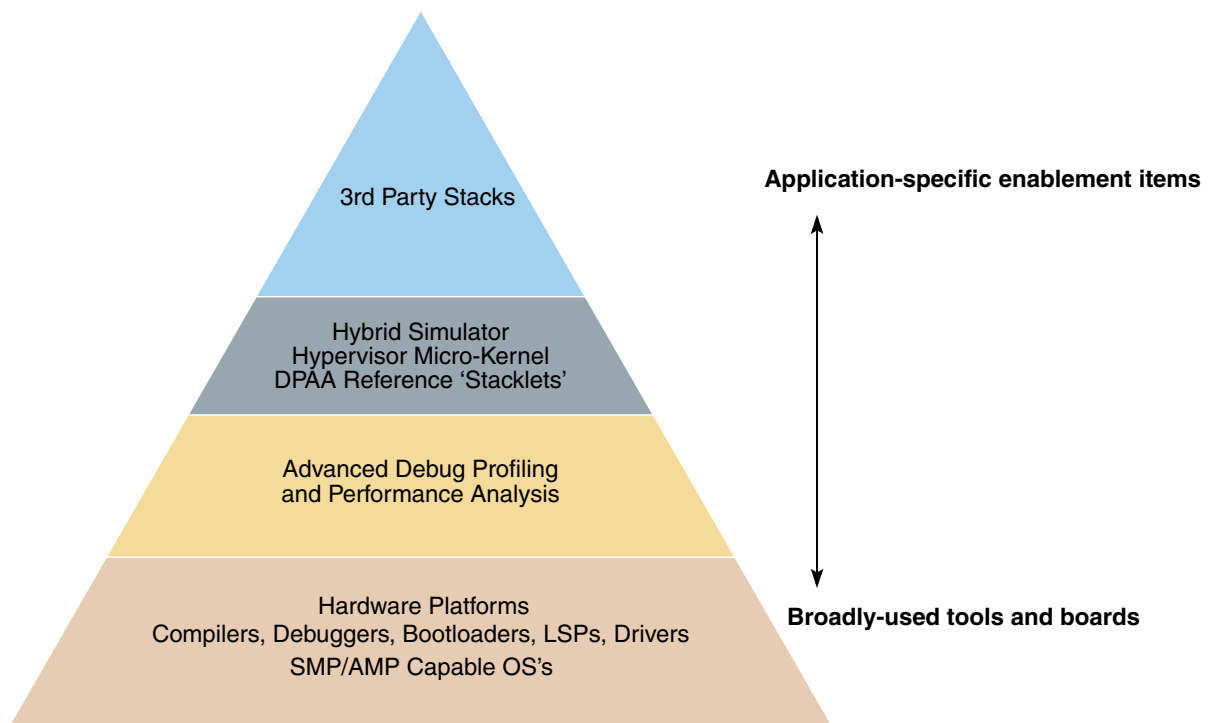 3rd Party Stacks
Application-specific enablement items
Hybrid Simulator
Hypervisor Micro-Kernel
DPAA Reference ‘Stacklets’
Advanced Debug Profiling
and Performance Analysis
Hardware Platforms
Compilers, Debuggers, Bootloaders, LSPs, Drivers
SMP/AMP Capable OS’s
Broadly-used tools and boards